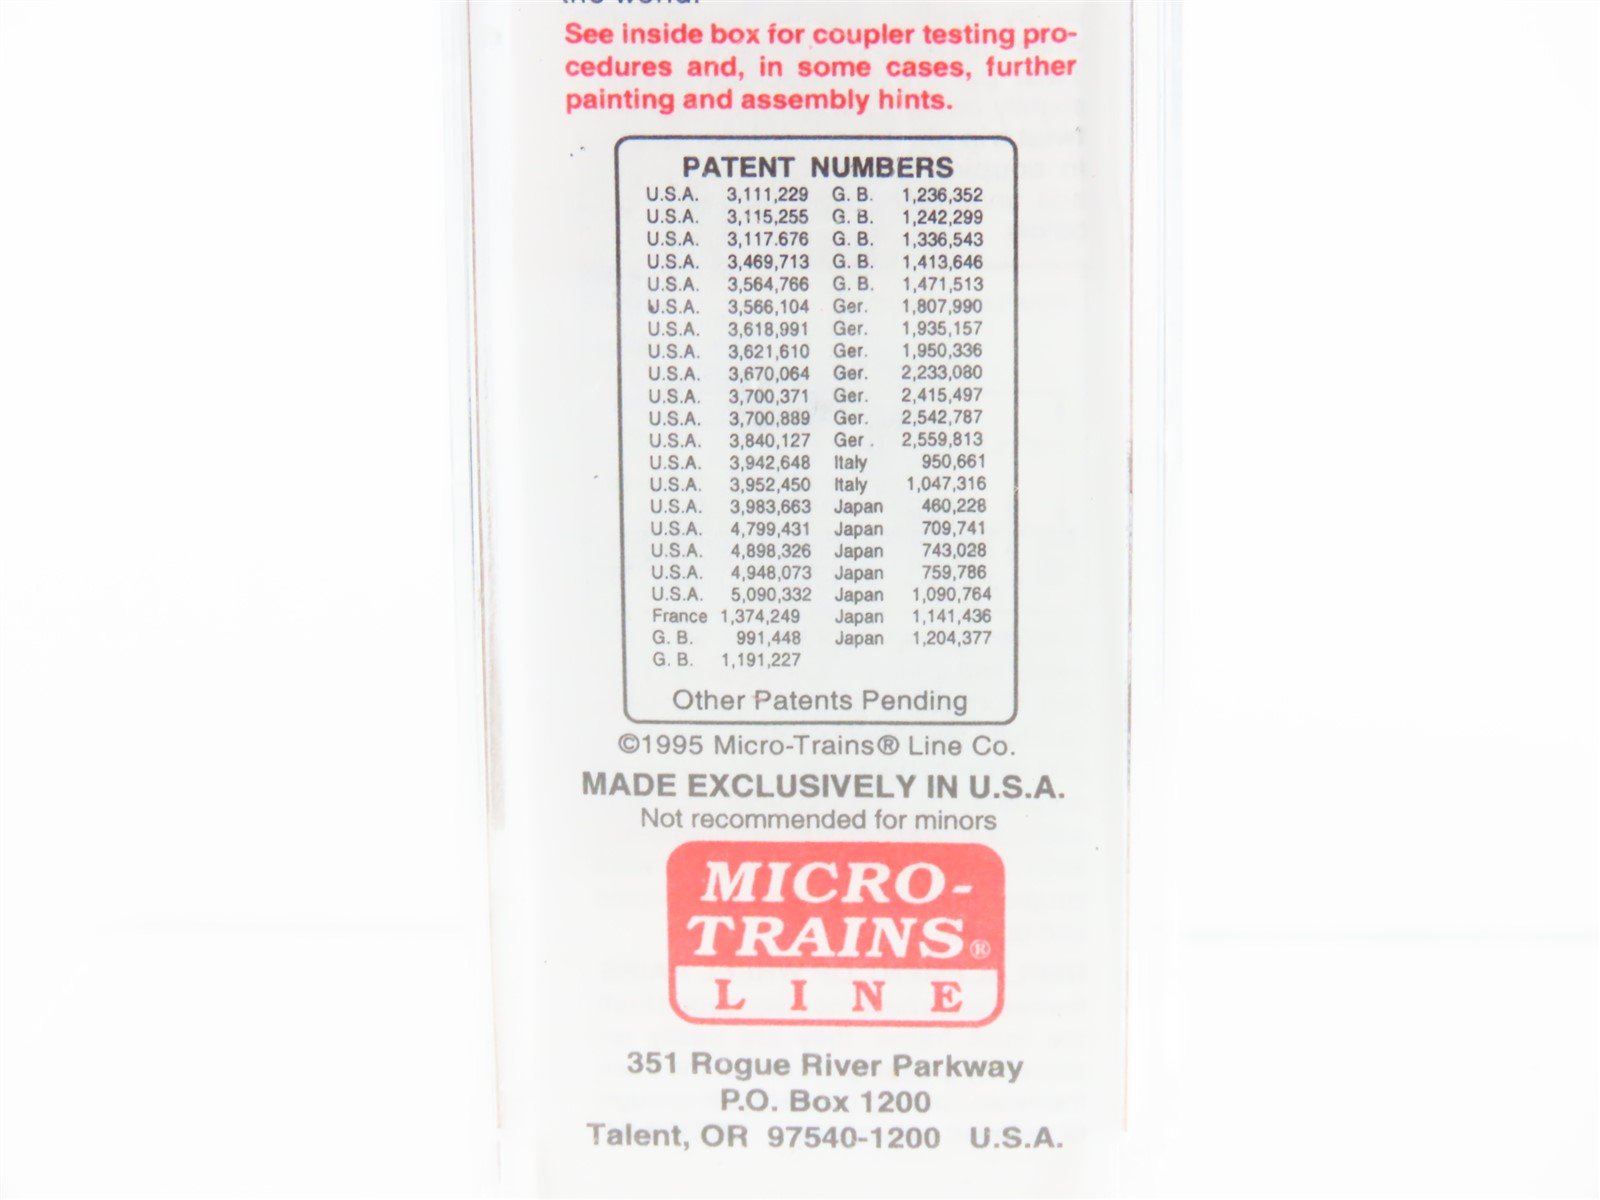 the world.
See inside box for coupler testing pro-
cedures and, in some cases, further
painting and assembly hints.
PATENT NUMBERS
U.S.A. 3,111,229 G. B. 1,236,352
U.S.A. 3,115,255 G. B. 1,242,299
U.S.A. 3,117.676 G. B. 1,336,543
U.S.A. 3,469,713 G. B. 1,413,646
U.S.A. 3,564,766 G. B. 1,471,513
U.S.A. 3,566,104 Ger. 1,807,990
U.S.A. 3,618,991 Ger. 1,935,157
U.S.A. 3,621,610 Ger. 1,950,336
U.S.A. 3,670,064 Ger. 2,233,080
U.S.A. 3,700,371 Ger. 2,415,497
U.S.A. 3,700,889 Ger. 2,542,787
U.S.A. 3,840,127 Ger . 2,559,813
U.S.A. 3,942,648 Italy 950,661
U.S.A. 3,952,450 Italy 1,047,316
U.S.A. 3,983,663 Japan 460,228
U.S.A. 4,799,431 Japan 709,741
U.S.A. 4,898,326 Japan 743,028
U.S.A. 4,948,073 Japan 759,786
U.S.A. 5,090,332 Japan 1,090,764
France 1,374,249 Japan 1,141,436
G. B. 991,448 Japan 1,204,377
G. B. 1,191,227
Other Patents Pending
©1995 Micro-Trains® Line Co.
MADE EXCLUSIVELY IN U.S.A.
Not recommended for minors
MICRO-
TRAINS®
LINE
351 Rogue River Parkway
P.O. Box 1200
Talent, OR 97540-1200 U.S.A.